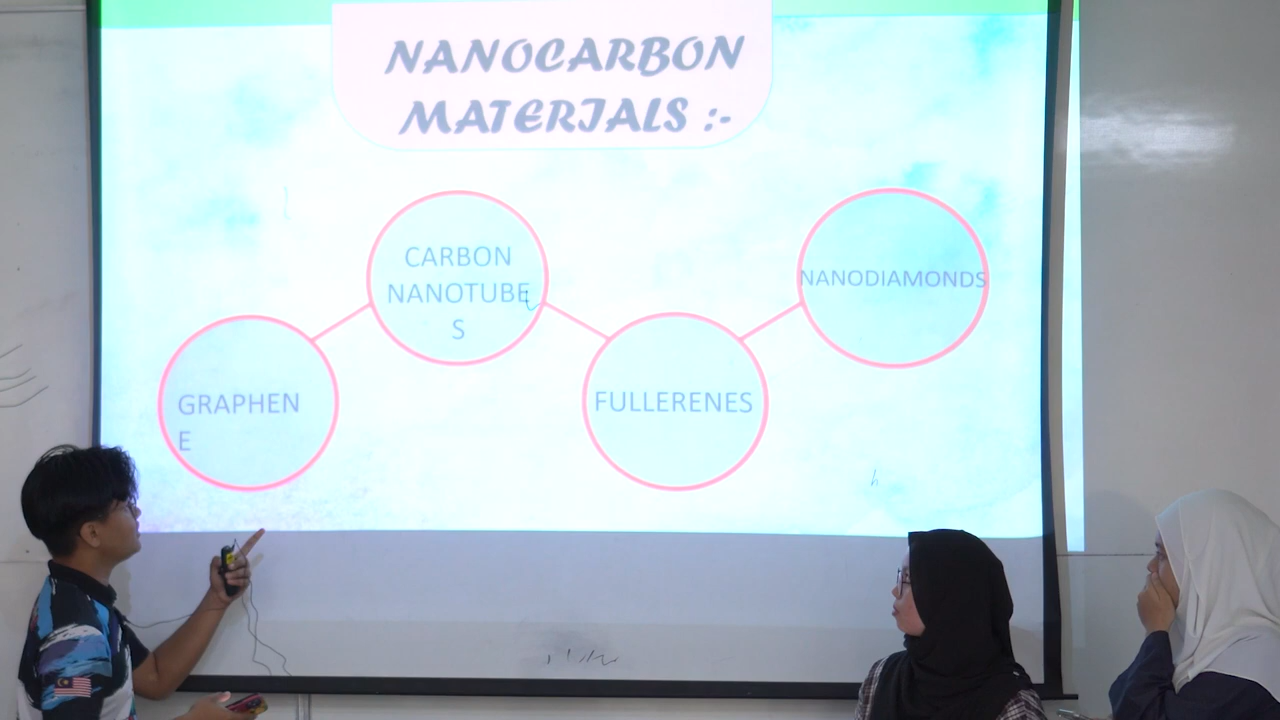 NANOCARBON
MATERIALS :-
GRAPHEN
E
CARBON
NANOTUBE
S
FULLERENES
NANODIAMONDS